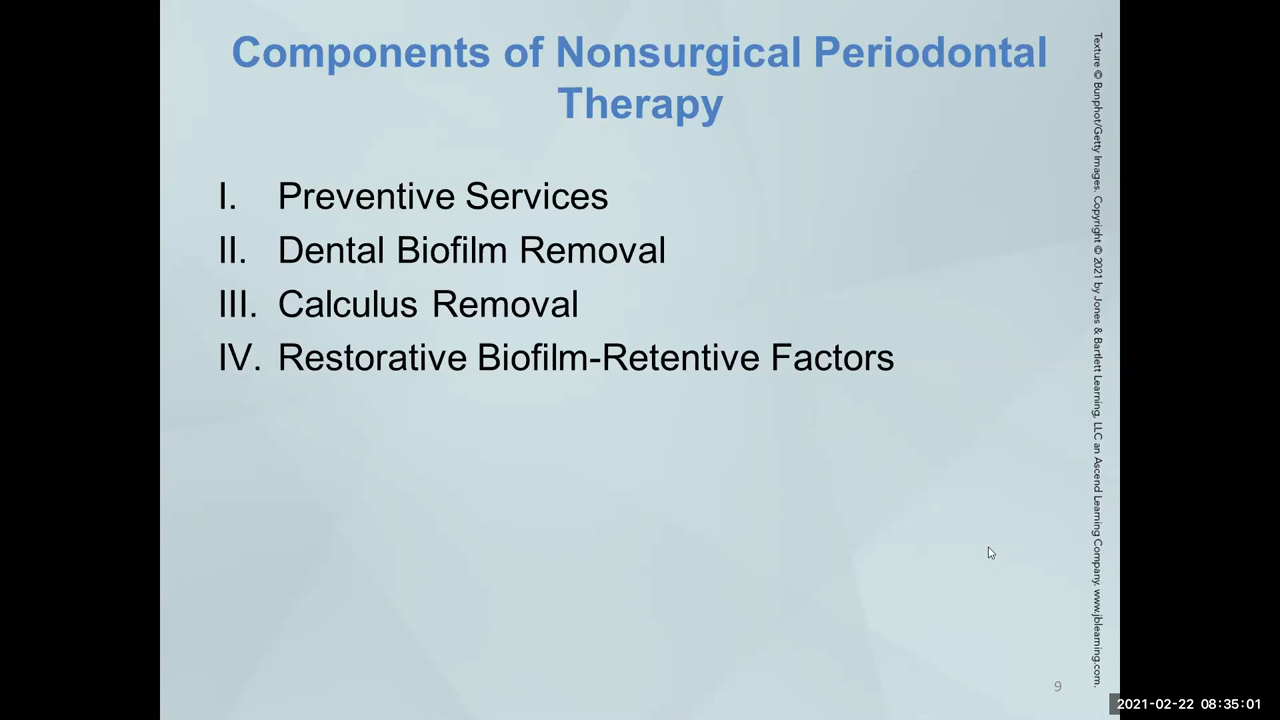 Components of Nonsurgical Periodontal
Therapy
I. Preventive Services
II. Dental Biofilm Removal
III. Calculus Removal
IV. Restorative Biofilm-Retentive Factors
Texture © Bunphot/Getty Images. Copyright © 2021 by Jones & Bartlett Learning, LLC an Ascend Learning Company. www.jblearning.com.
9
2021-02-22 08:35:01